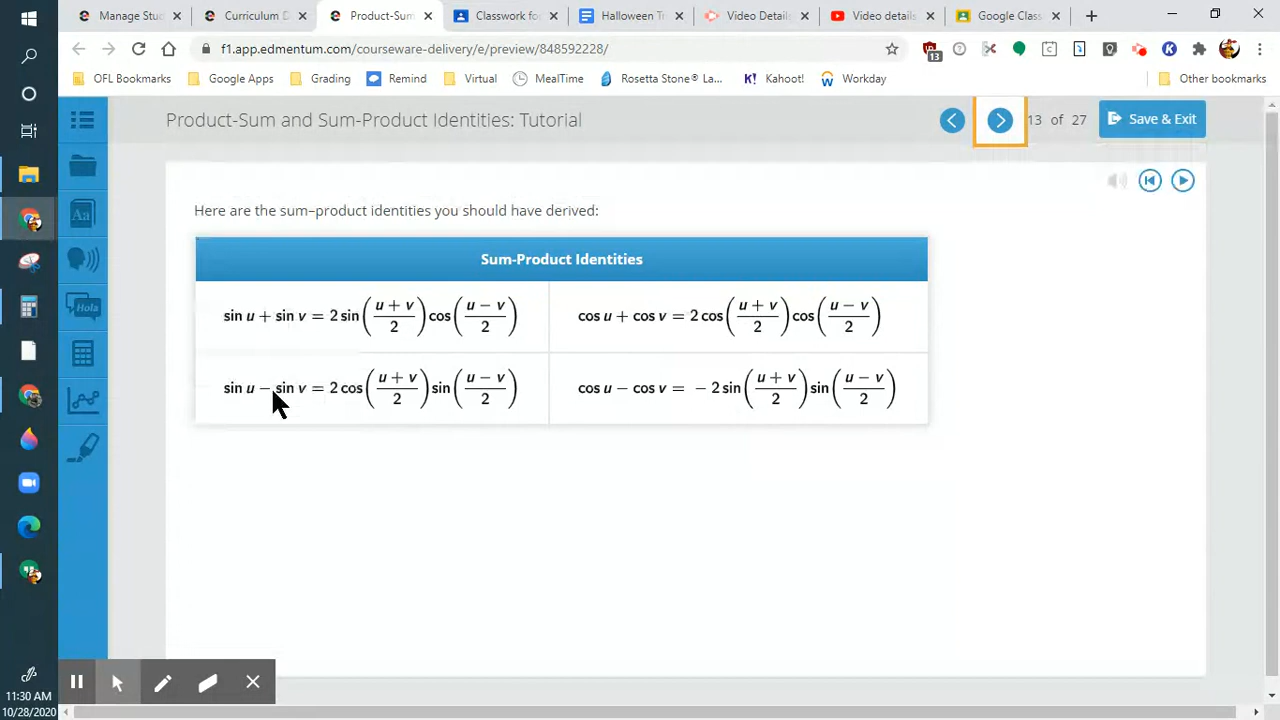 Manage Stud
Curriculum D
Product-Sum
Classwork fo
Halloween T
Video Detail
Video details
Google Class
f1.app.edmentum.com/courseware-delivery/e/preview/848592228/
13
OFL Bookmarks
Google Apps
Grading
Remind
Virtual
MealTime
Rosetta Stone® La...
Kahoot!
Workday
Other bookmarks
Product-Sum and Sum-Product Identities: Tutorial
13 of 27
Save & Exit
Aa
Hola
Here are the sum–product identities you should have derived:
Sum-Product Identities
sin u + sin v = 2 sin((u + v)/2) cos((u − v)/2)
cos u + cos v = 2 cos((u + v)/2) cos((u − v)/2)
sin u − sin v = 2 cos((u + v)/2) sin((u − v)/2)
cos u − cos v = − 2 sin((u + v)/2) sin((u − v)/2)
11:30 AM
10/28/2020